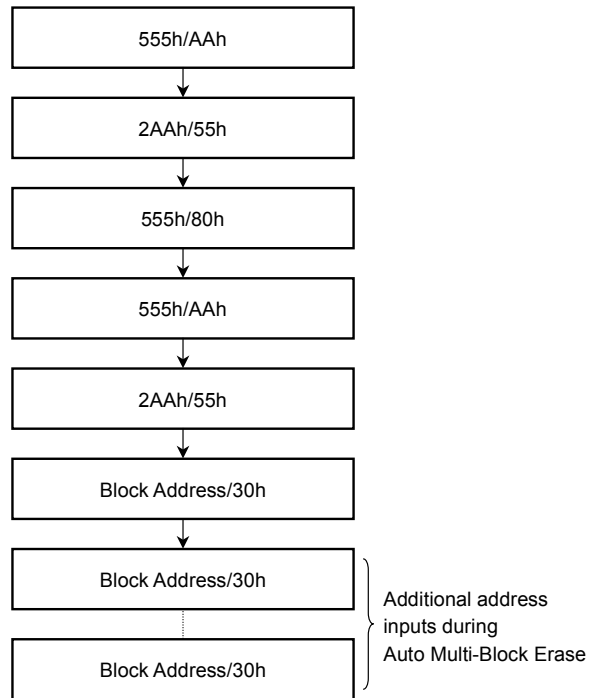 555h/AAh
2AAh/55h
555h/80h
555h/AAh
2AAh/55h
Block Address/30h
Block Address/30h
Additional address
inputs during
Auto Multi-Block Erase
Block Address/30h